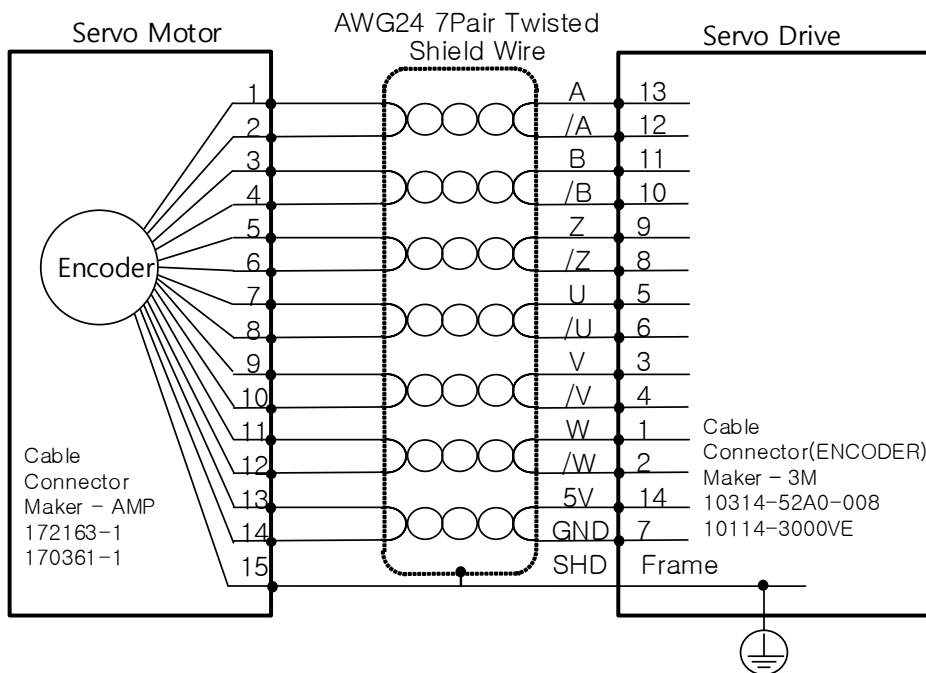 AWG24 7Pair Twisted
Shield Wire
Servo Motor
Servo Drive
1 A 13
2 /A 12
3 B 11
4 /B 10
5 Z 9
6 /Z 8
Encoder
7 U 5
8 /U 6
9 V 3
10 /V 4
11 W 1
12 /W 2
13 5V 14
14 GND 7
15 SHD Frame
Cable
Connector
Maker - AMP
172163-1
170361-1
Cable
Connector(ENCODER)
Maker - 3M
10314-52A0-008
10114-3000VE